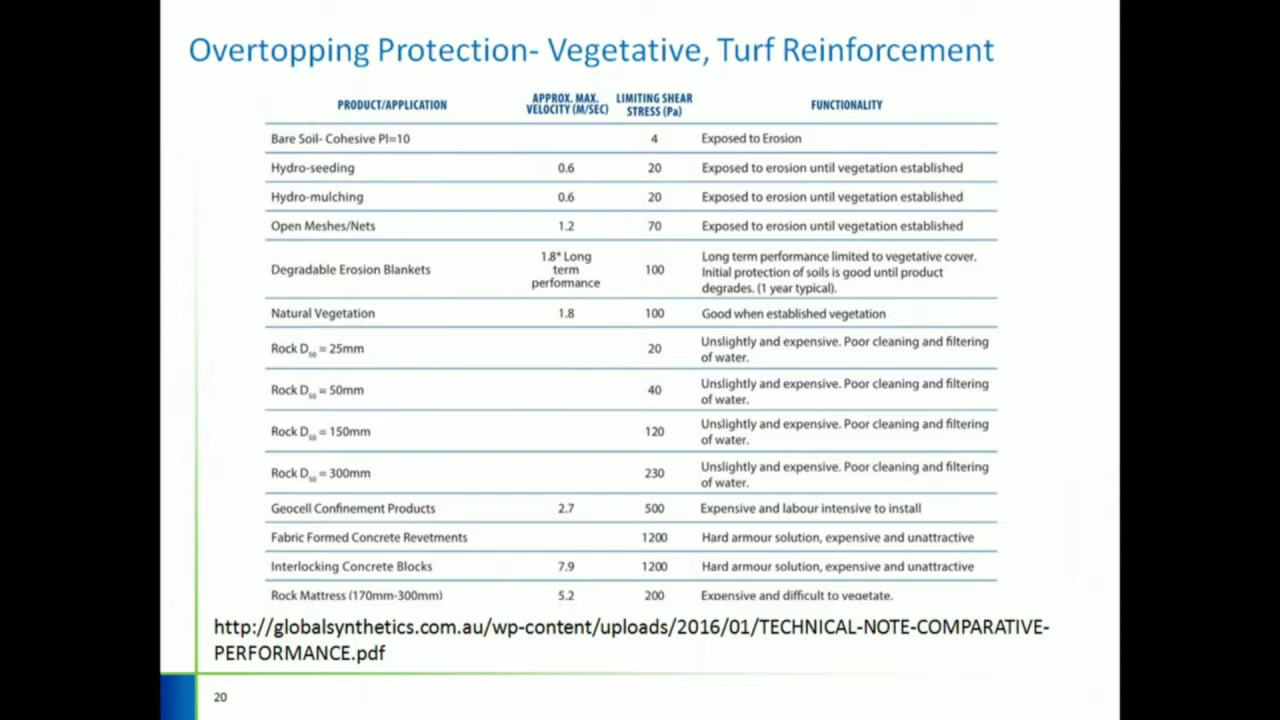 Overtopping Protection- Vegetative, Turf Reinforcement
PRODUCT/APPLICATION APPROX. MAX. VELOCITY (M/SEC) LIMITING SHEAR STRESS (Pa) FUNCTIONALITY
Bare Soil- Cohesive PI=10 4 Exposed to Erosion
Hydro-seeding 0.6 20 Exposed to erosion until vegetation established
Hydro-mulching 0.6 20 Exposed to erosion until vegetation established
Open Meshes/Nets 1.2 70 Exposed to erosion until vegetation established
Degradable Erosion Blankets 1.8* Long term performance 100 Long term performance limited to vegetative cover. Initial protection of soils is good until product degrades. (1 year typical).
Natural Vegetation 1.8 100 Good when established vegetation
Rock D50 = 25mm 20 Unslightly and expensive. Poor cleaning and filtering of water.
Rock D50 = 50mm 40 Unslightly and expensive. Poor cleaning and filtering of water.
Rock D50 = 150mm 120 Unslightly and expensive. Poor cleaning and filtering of water.
Rock D50 = 300mm 230 Unslightly and expensive. Poor cleaning and filtering of water.
Geocell Confinement Products 2.7 500 Expensive and labour intensive to install
Fabric Formed Concrete Revetments 1200 Hard armour solution, expensive and unattractive
Interlocking Concrete Blocks 7.9 1200 Hard armour solution, expensive and unattractive
Rock Mattress (170mm-300mm) 5.2 200 Expensive and difficult to vegetate.
http://globalsynthetics.com.au/wp-content/uploads/2016/01/TECHNICAL-NOTE-COMPARATIVE-
PERFORMANCE.pdf
20